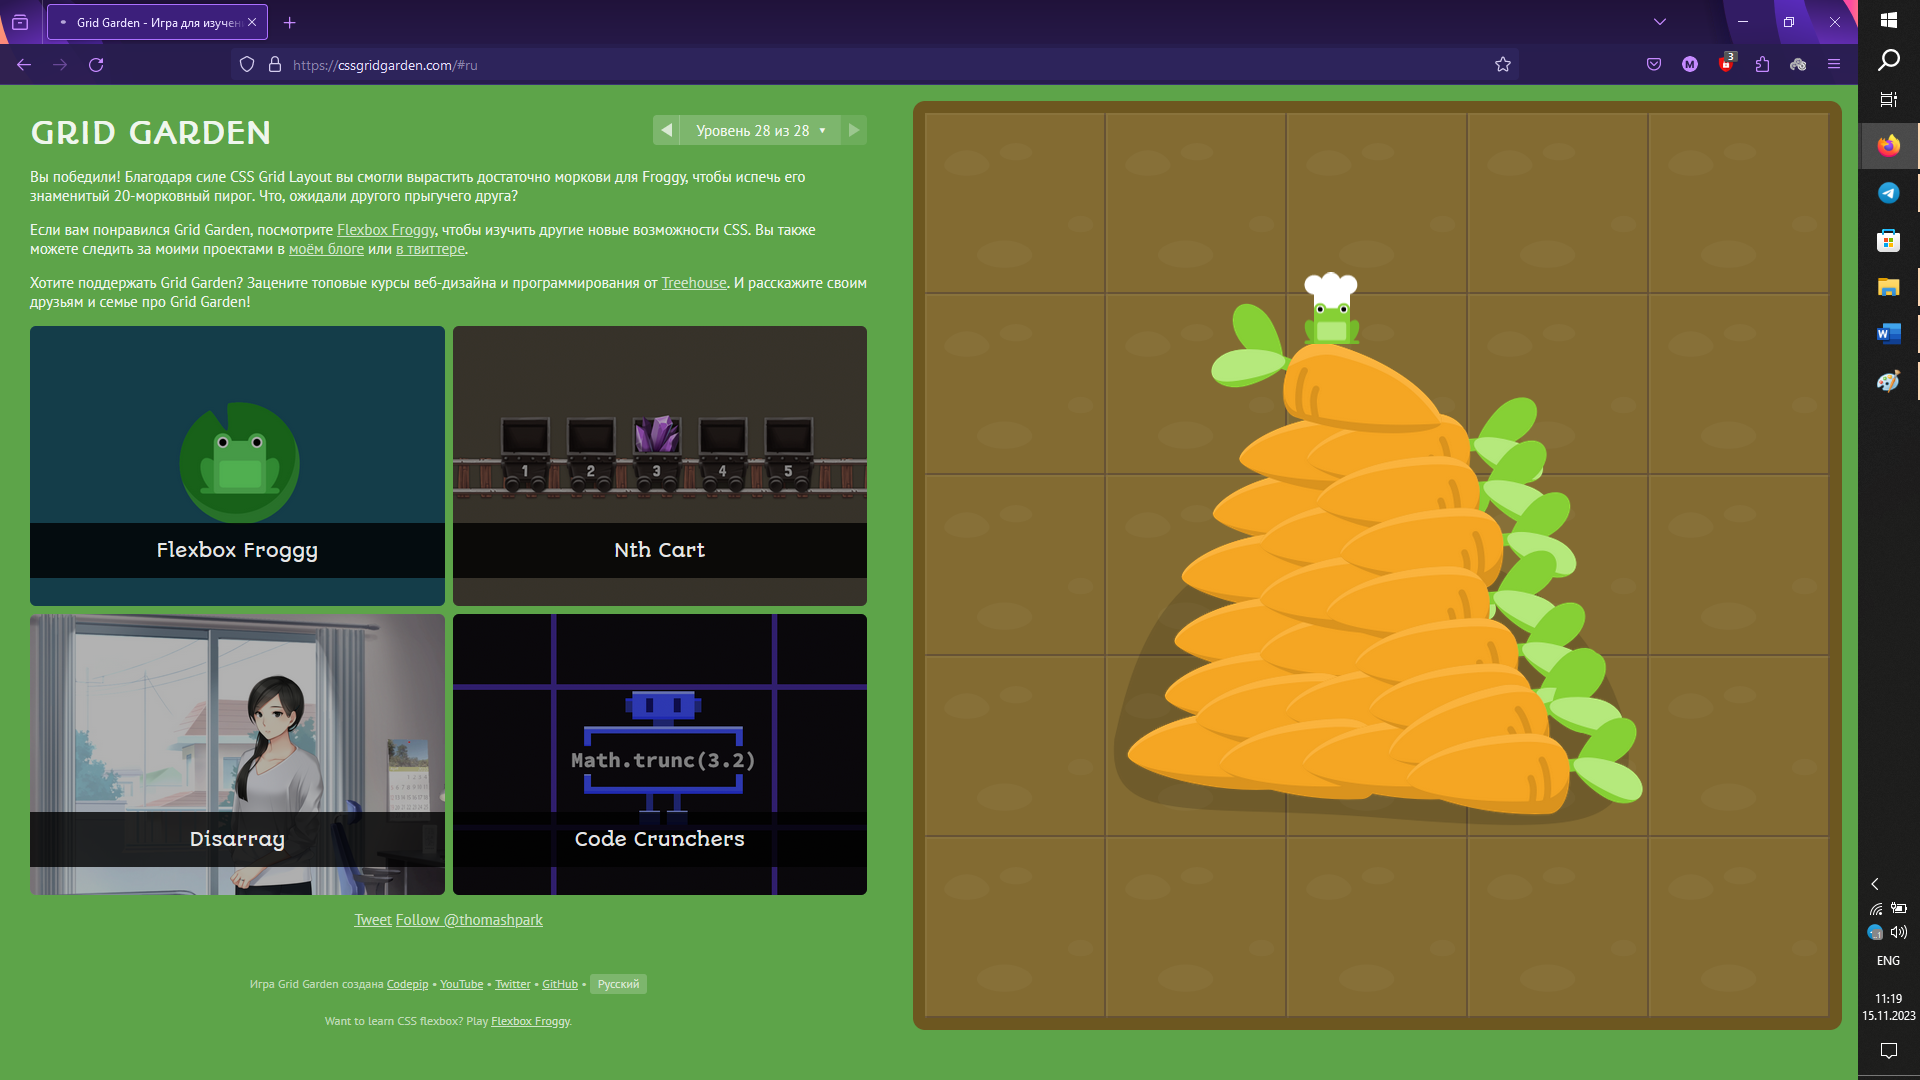 Grid Garden - Игра для изучен
https://cssgridgarden.com/#ru
3
M
GRID GARDEN
Уровень 28 из 28 ▼
Вы победили! Благодаря силе CSS Grid Layout вы смогли вырастить достаточно моркови для Froggy, чтобы испечь его
знаменитый 20-морковный пирог. Что, ожидали другого прыгучего друга?
Если вам понравился Grid Garden, посмотрите Flexbox Froggy, чтобы изучить другие новые возможности CSS. Вы также
можете следить за моими проектами в моём блоге или в твиттере.
Хотите поддержать Grid Garden? Зацените топовые курсы веб-дизайна и программирования от Treehouse. И расскажите своим
друзьям и семье про Grid Garden!
1 2 3 4 5
Flexbox Froggy
Nth Cart
Math.trunc(3.2)
Disarray
Code Crunchers
Tweet Follow @thomashpark
Игра Grid Garden создана Codepip • YouTube • Twitter • GitHub • Русский
Want to learn CSS flexbox? Play Flexbox Froggy.
W
ENG
11:19
15.11.2023